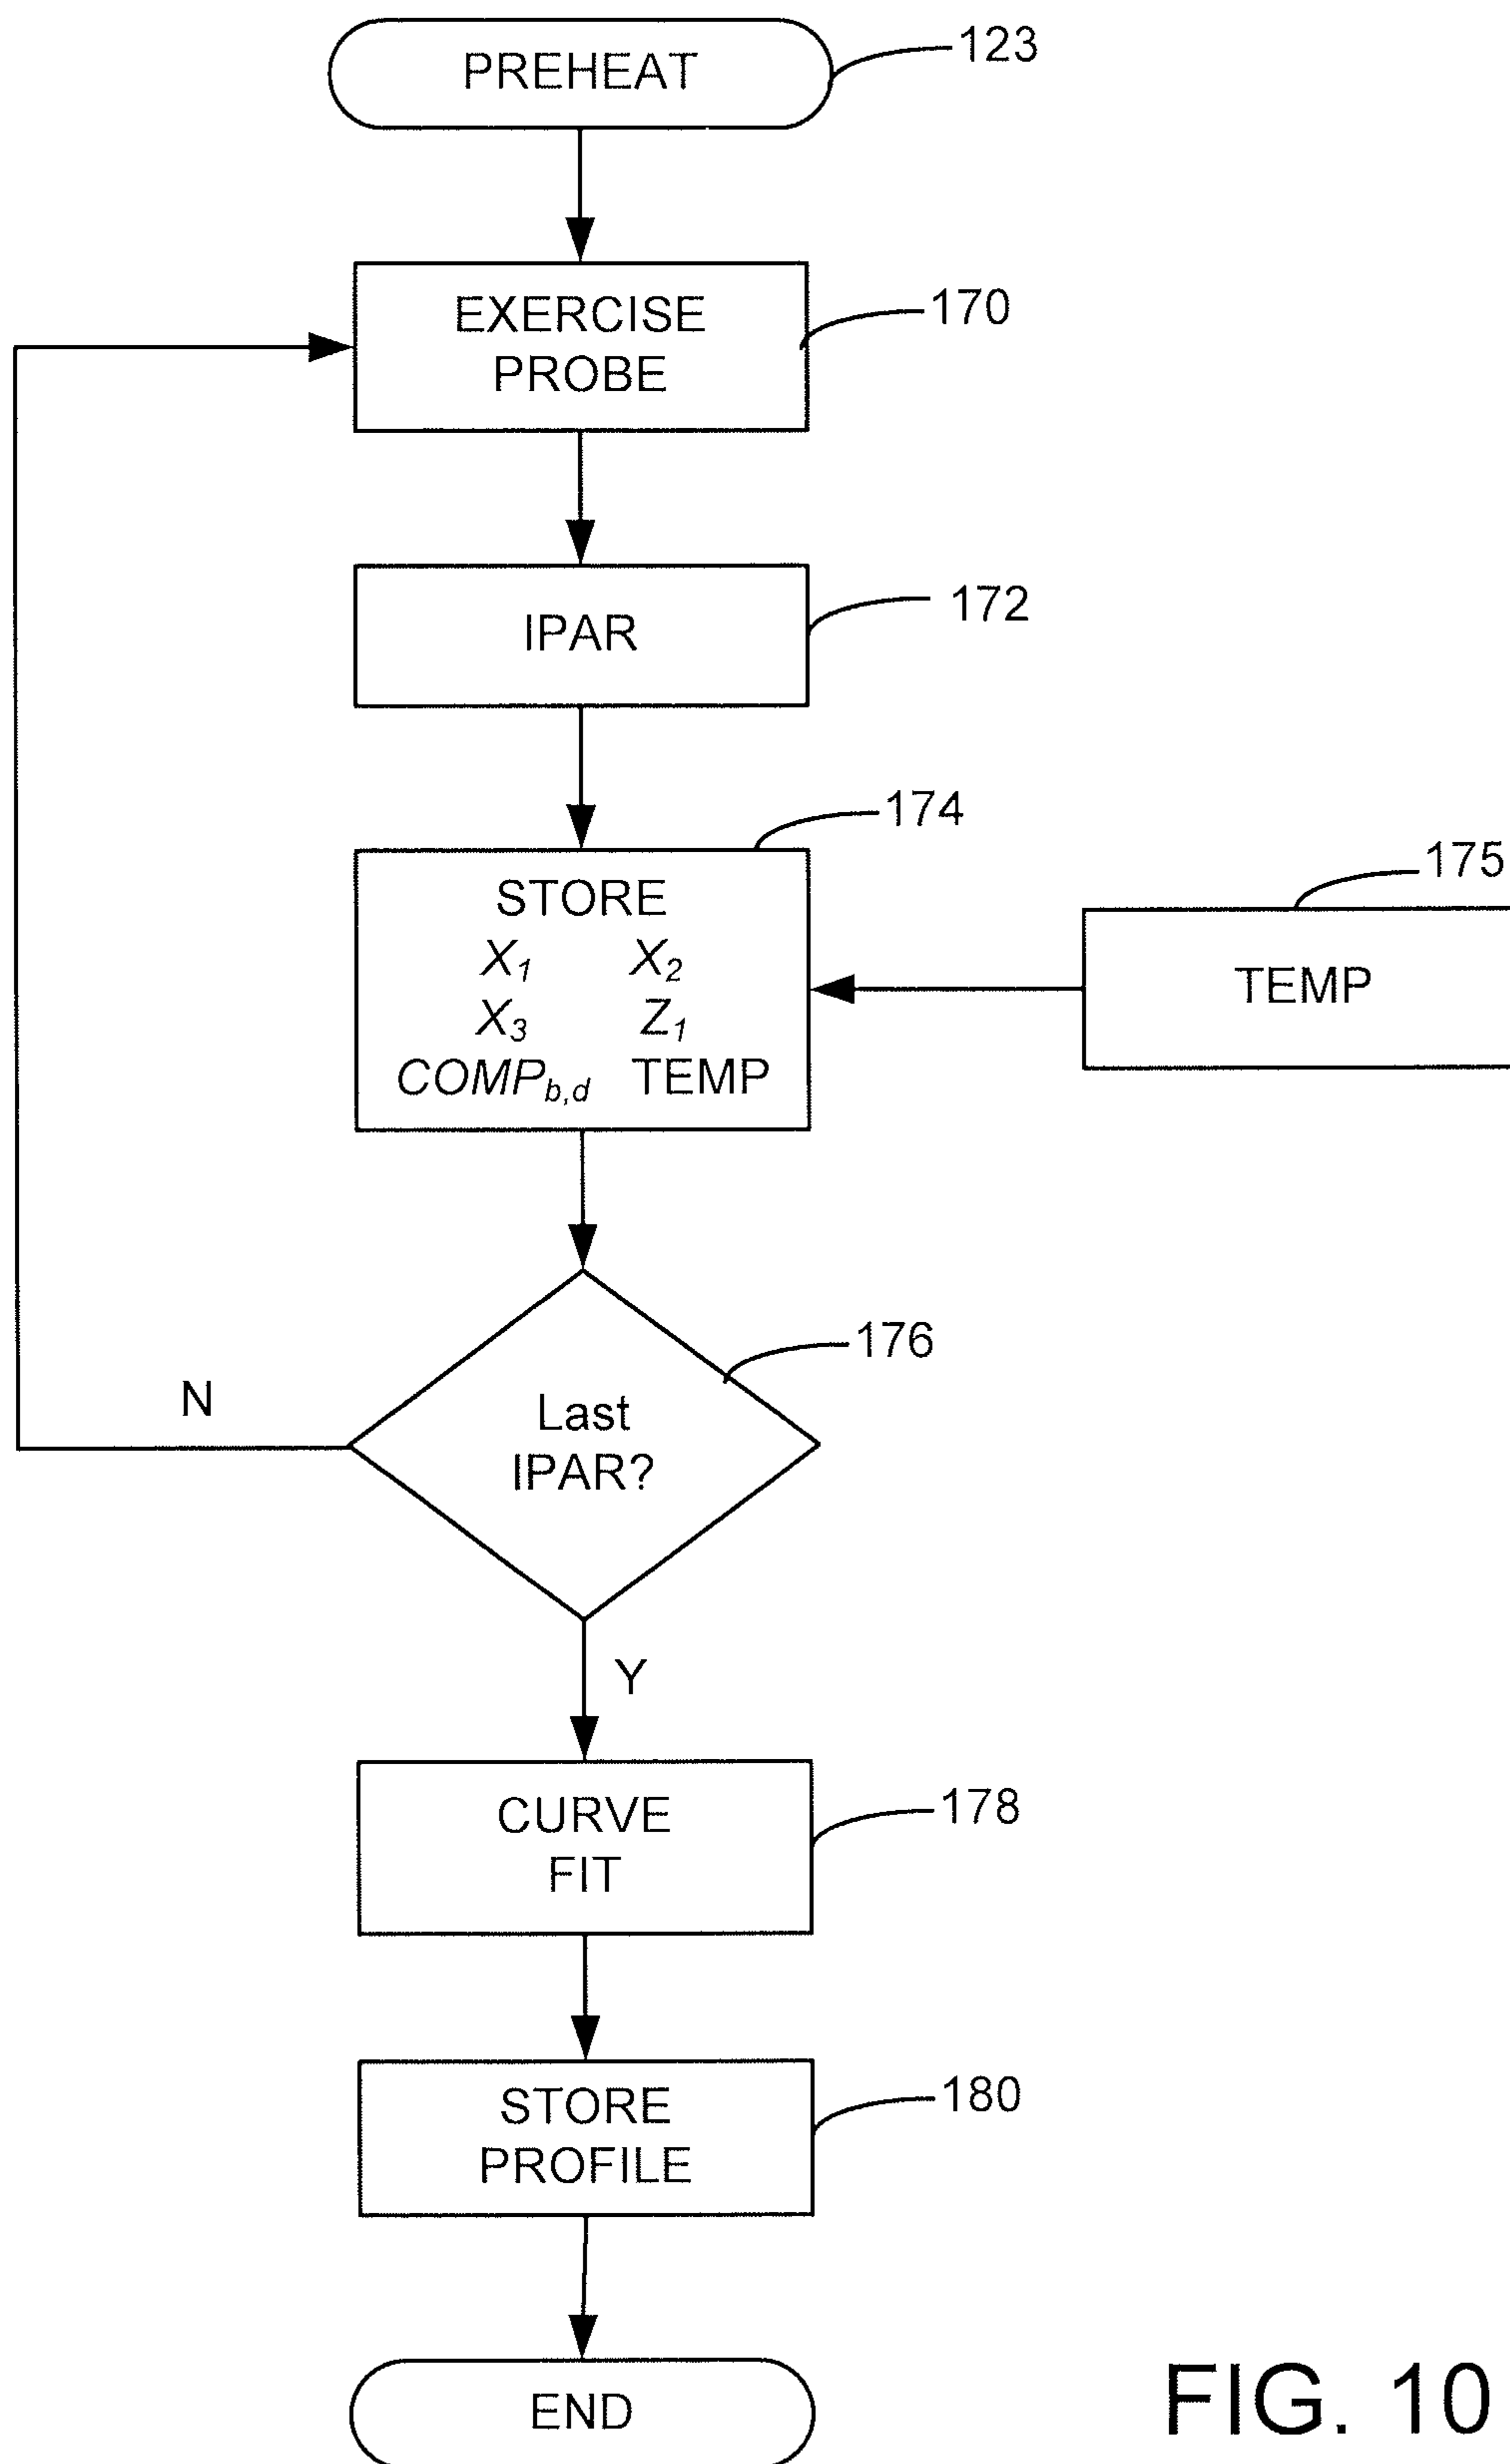 PREHEAT
123
EXERCISE
PROBE
170
IPAR
172
174
STORE
X1 X2
X3 Z1
COMPb,d TEMP
175
TEMP
176
Last
IPAR?
N
Y
CURVE
FIT
178
STORE
PROFILE
180
END
FIG. 10